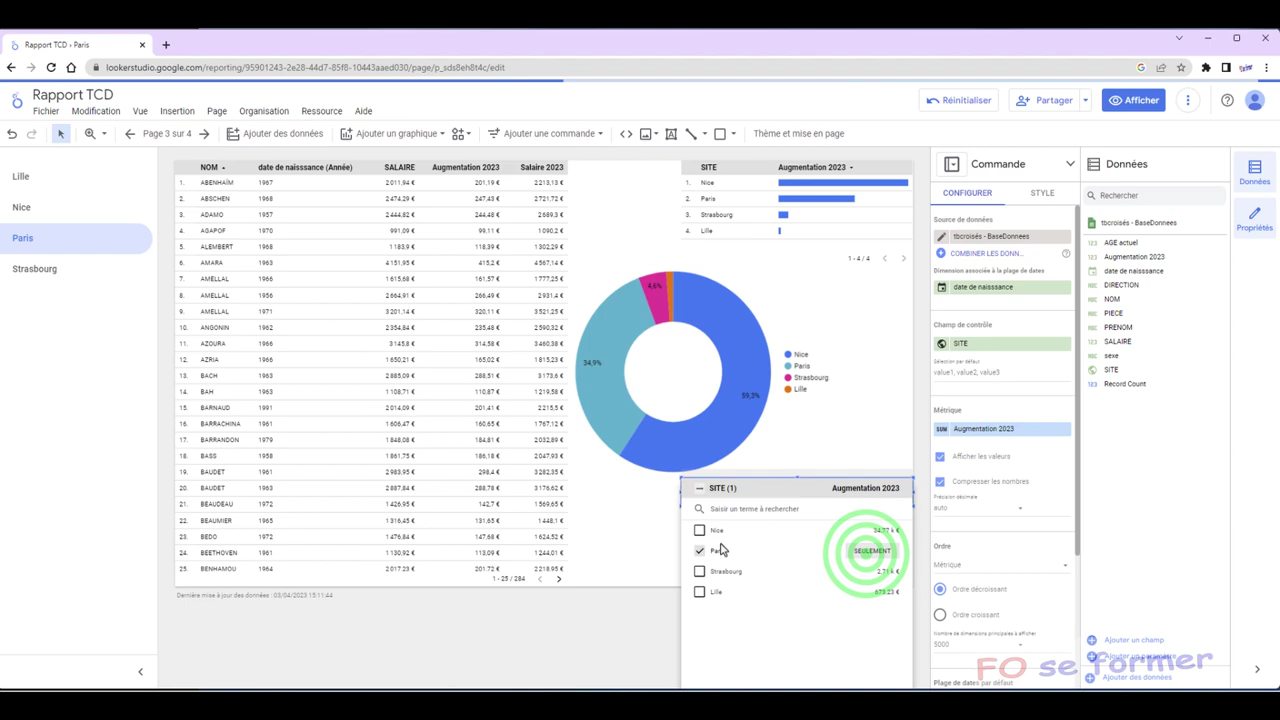 Rapport TCD › Paris
lookerstudio.google.com/reporting/95901243-2e28-44d7-85f8-10443aaed030/page/p_sds8eh8t4c/edit
Rapport TCD
Réinitialiser
Partager
Afficher
Fichier Modification Vue Insertion Page Organisation Ressource Aide
Page 3 sur 4 Ajouter des données Ajouter un graphique Ajouter une commande Thème et mise en page
Lille
Nice
Paris
Strasbourg
NOM date de naisssance (Année) SALAIRE Augmentation 2023 Salaire 2023
1. ABENHAÏM 1967 2 011,94 € 201,19 € 2 213,13 €
2. ABSCHEN 1968 2 474,29 € 247,43 € 2 721,72 €
3. ADAMO 1957 2 444,82 € 244,48 € 2 689,3 €
4. AGAPOF 1970 991,09 € 99,11 € 1 090,2 €
5. ALEMBERT 1968 1 183,9 € 118,39 € 1 302,29 €
6. AMARA 1963 4 151,95 € 415,2 € 4 567,14 €
7. AMELLAL 1966 1 615,68 € 161,57 € 1 777,25 €
8. AMELLAL 1956 2 664,91 € 266,49 € 2 931,4 €
9. AMELLAL 1971 3 201,14 € 320,11 € 3 521,25 €
10. ANGONIN 1962 2 354,84 € 235,48 € 2 590,32 €
11. AZOURA 1966 3 145,8 € 314,58 € 3 460,38 €
12. AZRIA 1966 1 650,21 € 165,02 € 1 815,23 €
13. BACH 1963 2 885,09 € 288,51 € 3 173,6 €
14. BAH 1963 1 108,71 € 110,87 € 1 219,58 €
15. BARNAUD 1991 2 014,09 € 201,41 € 2 215,5 €
16. BARRACHINA 1961 1 606,47 € 160,65 € 1 767,12 €
17. BARRANDON 1979 1 848,08 € 184,81 € 2 032,89 €
18. BASS 1958 1 861,75 € 186,18 € 2 047,93 €
19. BAUDET 1963 2 983,95 € 298,4 € 3 282,35 €
20. BAUDET 1963 2 887,84 € 288,78 € 3 176,62 €
21. BEAUDEAU 1972 1 426,95 € 142,7 € 1 569,65 €
22. BEAUMIER 1965 1 316,45 € 131,65 € 1 448,1 €
23. BEDO 1972 1 476,84 € 147,68 € 1 624,52 €
24. BEETHOVEN 1961 1 130,92 € 113,09 € 1 244,01 €
25. BENHAMOU 1964 2 017,23 € 201,72 € 2 218,95 €
1 - 25 / 284
Dernière mise à jour des données : 03/04/2023 15:11:44
SITE Augmentation 2023
1. Nice
2. Paris
3. Strasbourg
4. Lille
1 - 4 / 4
4,6%
34,9%
59,3%
Nice
Paris
Strasbourg
Lille
SITE (1) Augmentation 2023
Saisir un terme à rechercher
Nice
SEULEMENT
Strasbourg 2,71 k €
Lille 673,23 €
Commande
CONFIGURER STYLE
Source de données
tbcroisés - BaseDonnees
COMBINER LES DONN...
Dimension associée à la plage de dates
date de naisssance
Champ de contrôle
SITE
Sélection par défaut
value1, value2, value3
Métrique
SUM Augmentation 2023
Afficher les valeurs
Compresser les nombres
Précision décimale
auto
Ordre
Métrique
Ordre décroissant
Ordre croissant
Nombre de dimensions principales à afficher
5000
Plage de dates par défaut
Données
Rechercher
tbcroisés - BaseDonnees
AGE actuel
Augmentation 2023
date de naisssance
DIRECTION
NOM
PIECE
PRENOM
SALAIRE
sexe
SITE
Record Count
Ajouter un champ
Ajouter un paramètre
Ajouter des données
Données
Propriétés
FO se former